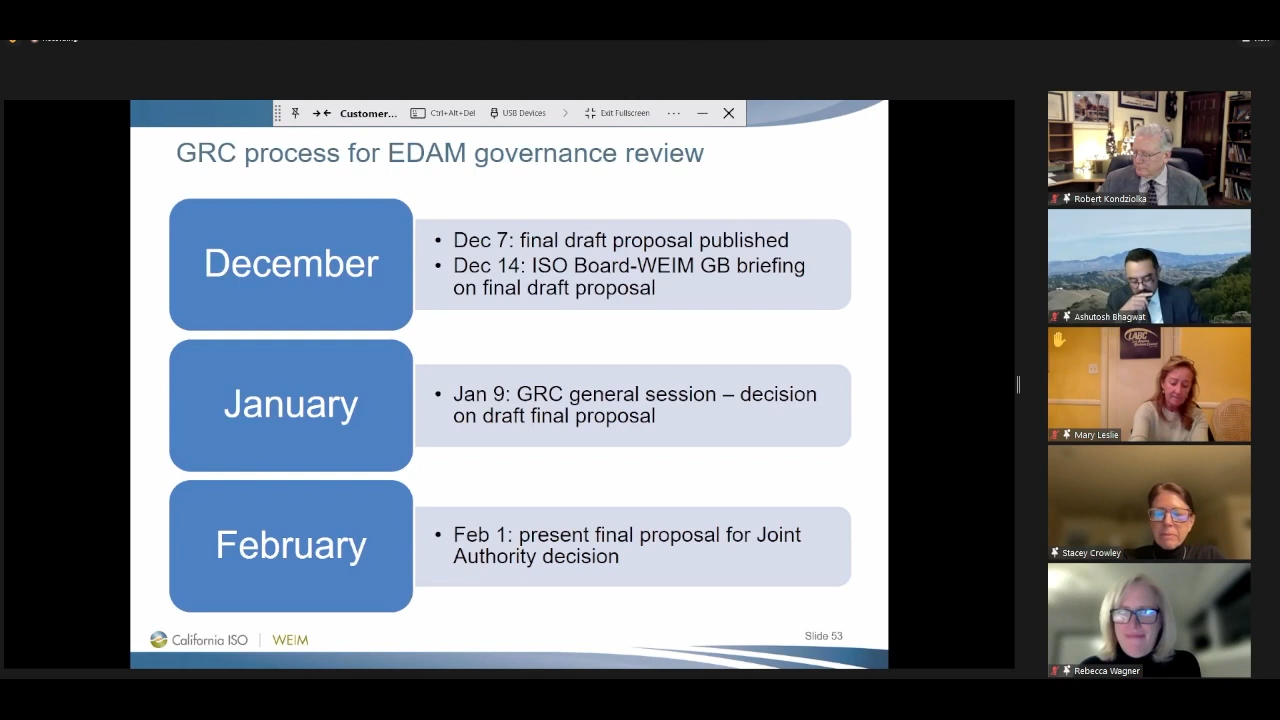 Customer...
Ctrl+Alt+Del
USB Devices
Exit Fullscreen
GRC process for EDAM governance review
December
• Dec 7: final draft proposal published
• Dec 14: ISO Board-WEIM GB briefing
on final draft proposal
January
• Jan 9: GRC general session – decision
on draft final proposal
February
• Feb 1: present final proposal for Joint
Authority decision
California ISO
WEIM
Slide 53
Robert Kondziolka
Ashutosh Bhagwat
LABC
Mary Leslie
Stacey Crowley
Rebecca Wagner